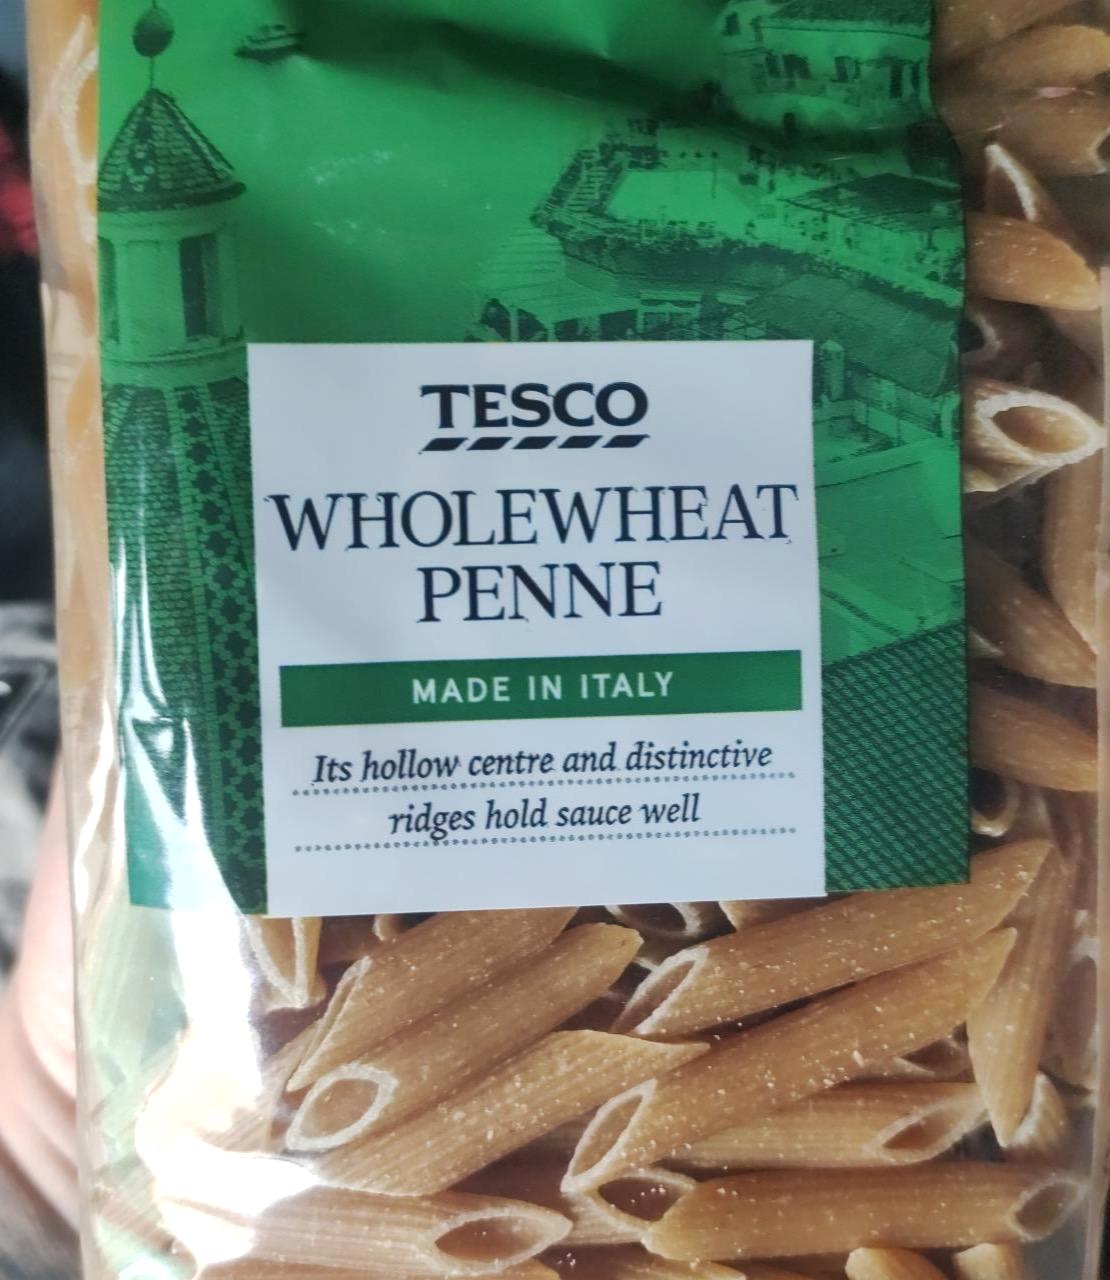 TESCO
WHOLEWHEAT
PENNE
MADE IN ITALY
Its hollow centre and distinctive
ridges hold sauce well